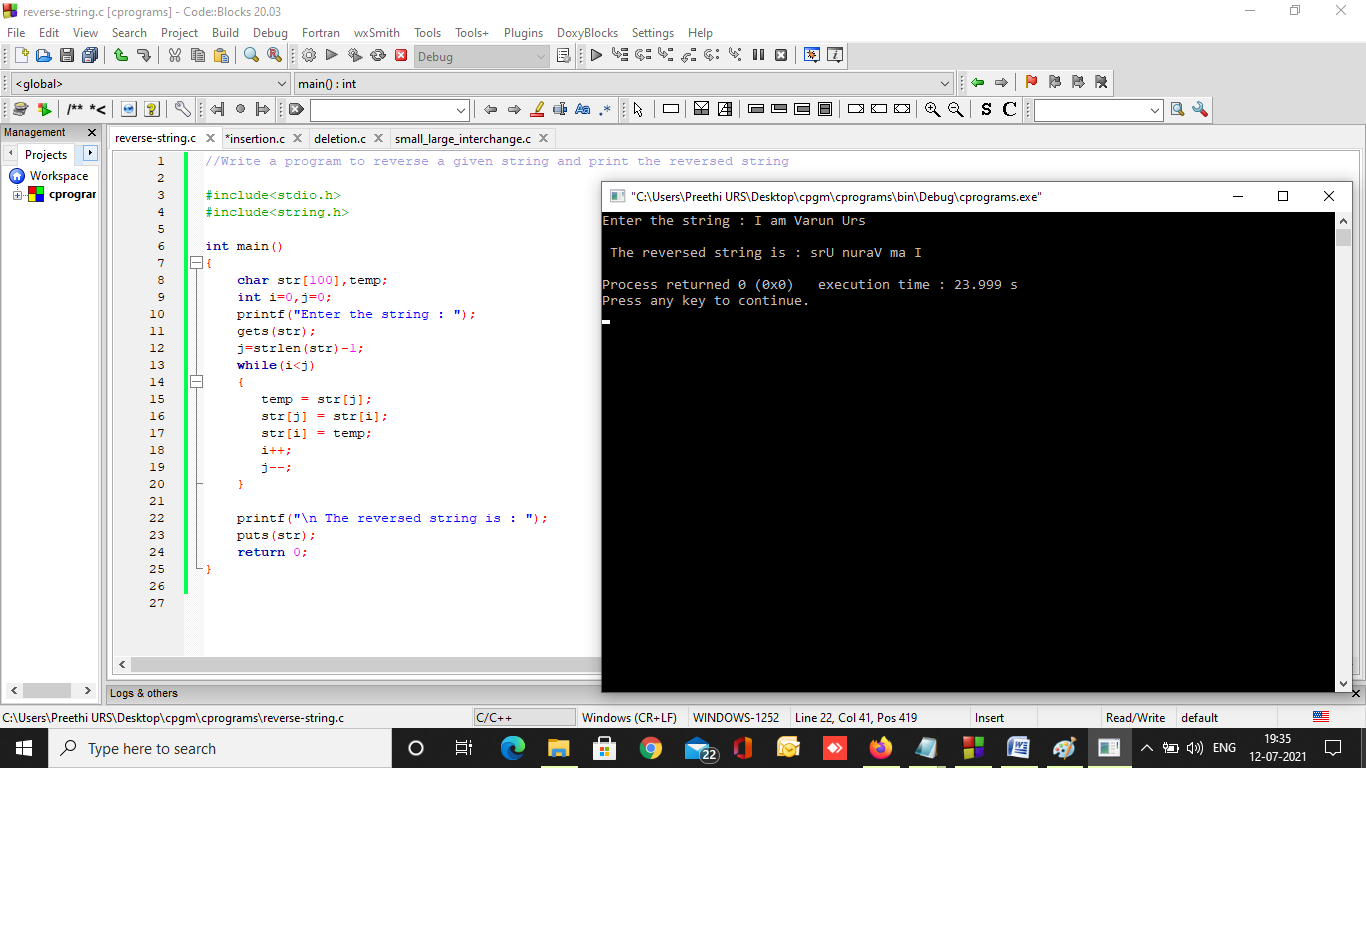 reverse-string.c [cprograms] - Code::Blocks 20.03
File Edit View Search Project Build Debug Fortran wxSmith Tools Tools+ Plugins DoxyBlocks Settings Help
Debug
<global> main() : int
/** *<
Aa .* S C
Management
Projects
Workspace
cprograr
reverse-string.c *insertion.c deletion.c small_large_interchange.c
1 //Write a program to reverse a given string and print the reversed string
2
3 #include<stdio.h>
4 #include<string.h>
5
6 int main()
7 {
8 char str[100],temp;
9 int i=0,j=0;
10 printf("Enter the string : ");
11 gets(str);
12 j=strlen(str)-1;
13 while(i<j)
14 {
15 temp = str[j];
16 str[j] = str[i];
17 str[i] = temp;
18 i++;
19 j--;
20 }
21
22 printf("\n The reversed string is : ");
23 puts(str);
24 return 0;
25 }
26
27
"C:\Users\Preethi URS\Desktop\cpgm\cprograms\bin\Debug\cprograms.exe"
Enter the string : I am Varun Urs
The reversed string is : srU nuraV ma I
Process returned 0 (0x0) execution time : 23.999 s
Press any key to continue.
Logs & others
C:\Users\Preethi URS\Desktop\cpgm\cprograms\reverse-string.c C/C++ Windows (CR+LF) WINDOWS-1252 Line 22, Col 41, Pos 419 Insert Read/Write default
Type here to search
22
ENG
19:35
12-07-2021